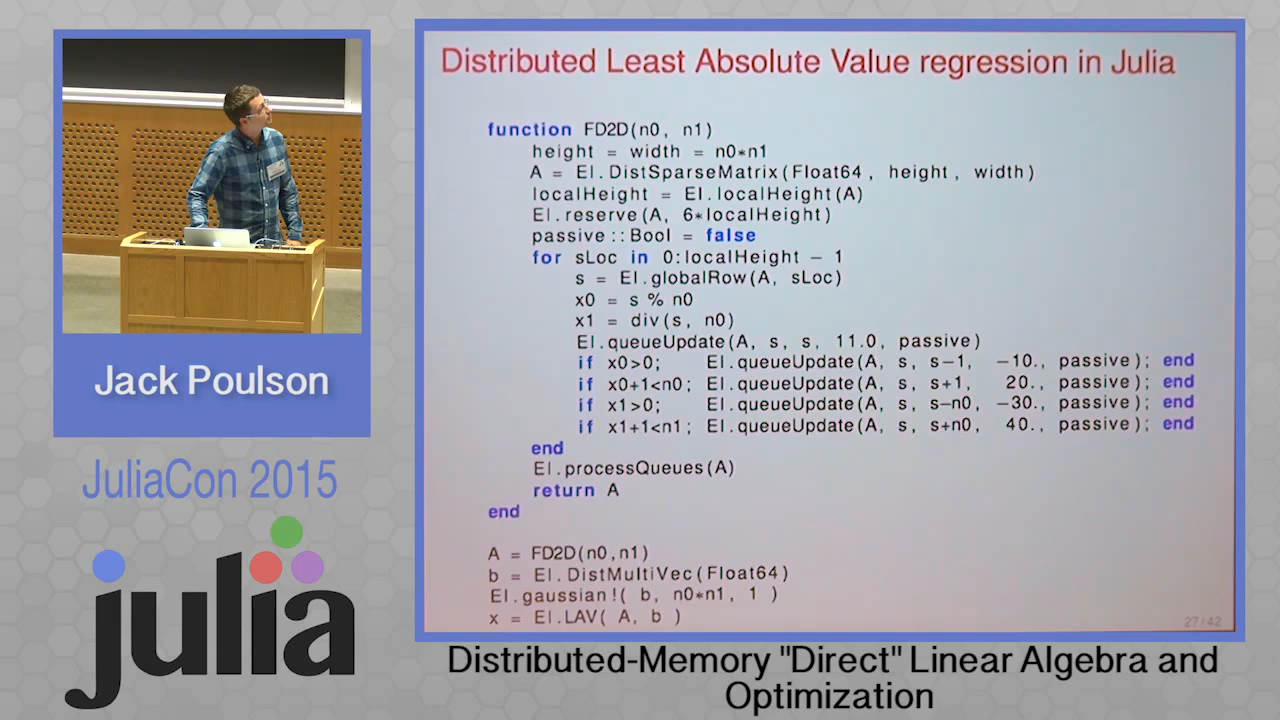 Distributed Least Absolute Value regression in Julia
function FD2D(n0, n1)
height = width = n0*n1
A = El.DistSparseMatrix(Float64, height, width)
localHeight = El.localHeight(A)
El.reserve(A, 6*localHeight)
passive::Bool = false
for sLoc in 0:localHeight - 1
s = El.globalRow(A, sLoc)
x0 = s % n0
x1 = div(s, n0)
El.queueUpdate(A, s, s, 11.0, passive)
if x0>0; El.queueUpdate(A, s, s-1, -10., passive); end
if x0+1<n0; El.queueUpdate(A, s, s+1, 20., passive); end
if x1>0; El.queueUpdate(A, s, s-n0, -30., passive); end
if x1+1<n1; El.queueUpdate(A, s, s+n0, 40., passive); end
end
El.processQueues(A)
return A
end
A = FD2D(n0,n1)
b = El.DistMultiVec(Float64)
El.gaussian!( b, n0*n1, 1 )
x = El.LAV( A, b )
27/42
Jack Poulson
JuliaCon 2015
julia
Distributed-Memory "Direct" Linear Algebra and
Optimization